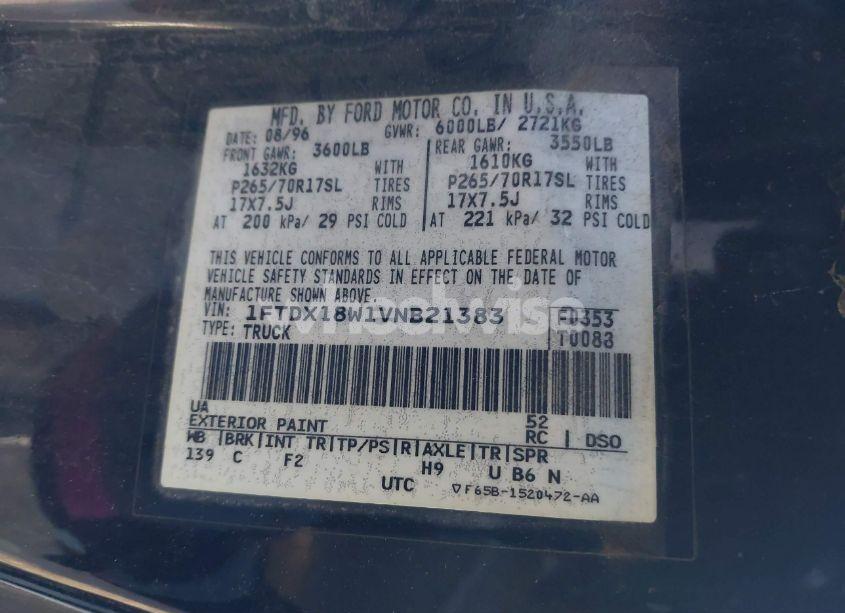 MFD. BY FORD MOTOR CO. IN U.S.A.
DATE: 08/96 GVWR: 6000LB/ 2721KG
FRONT GAWR: 3600LB REAR GAWR: 3550LB
1632KG WITH 1610KG WITH
P265/70R17SL TIRES P265/70R17SL TIRES
17X7.5J RIMS 17X7.5J RIMS
AT 200 kPa/ 29 PSI COLD AT 221 kPa/ 32 PSI COLD
THIS VEHICLE CONFORMS TO ALL APPLICABLE FEDERAL MOTOR
VEHICLE SAFETY STANDARDS IN EFFECT ON THE DATE OF
MANUFACTURE SHOWN ABOVE.
VIN: 1FTDX18W1VNB21383 F0353
TYPE: TRUCK T0083
wheelwise
UA 52
EXTERIOR PAINT RC DSO
WB BRK INT TR TP/PS R AXLE TR SPR
139 C F2 H9 U B6 N
UTC ▽F65B-1520472-AA